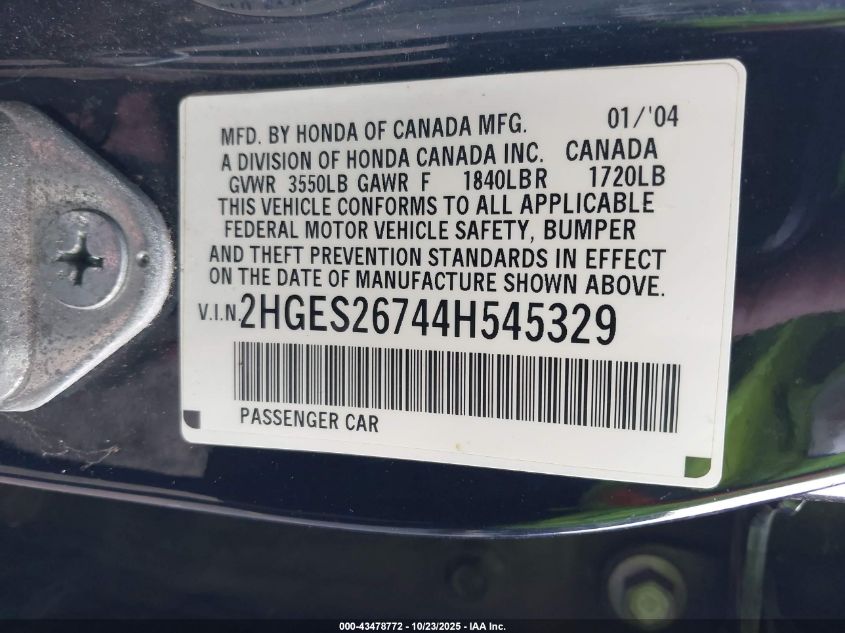 MFD. BY HONDA OF CANADA MFG. 01/'04
A DIVISION OF HONDA CANADA INC. CANADA
GVWR 3550LB GAWR F 1840LB R 1720LB
THIS VEHICLE CONFORMS TO ALL APPLICABLE
FEDERAL MOTOR VEHICLE SAFETY, BUMPER
AND THEFT PREVENTION STANDARDS IN EFFECT
ON THE DATE OF MANUFACTURE SHOWN ABOVE.
V.I.N. 2HGES26744H545329
PASSENGER CAR
000-43478772 - 10/23/2025 - IAA Inc.